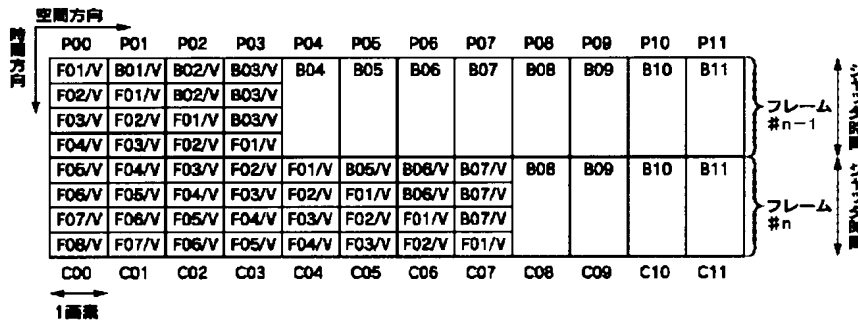 空間方向
時間方向
P00 P01 P02 P03 P04 P05 P06 P07 P08 P09 P10 P11
F01/V B01/V B02/V B03/V B04 B05 B06 B07 B08 B09 B10 B11
F02/V F01/V B02/V B03/V
F03/V F02/V F01/V B03/V
F04/V F03/V F02/V F01/V
フレーム
#n-1
F05/V F04/V F03/V F02/V F01/V B05/V B06/V B07/V B08 B09 B10 B11
F06/V F05/V F04/V F03/V F02/V F01/V B06/V B07/V
F07/V F06/V F05/V F04/V F03/V F02/V F01/V B07/V
F08/V F07/V F06/V F05/V F04/V F03/V F02/V F01/V
フレーム
#n
C00 C01 C02 C03 C04 C05 C06 C07 C08 C09 C10 C11
1画素